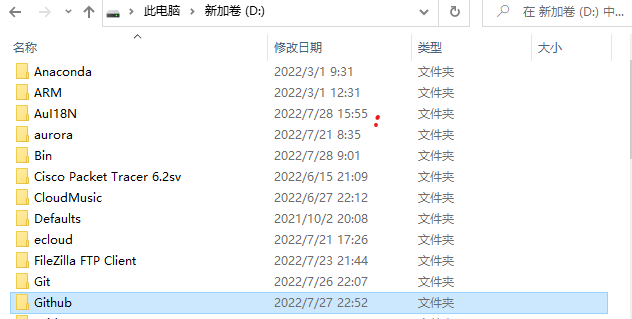 此电脑 › 新加卷 (D:)
在 新加卷 (D:) 中...
名称 修改日期 类型 大小
Anaconda 2022/3/1 9:31 文件夹
ARM 2022/3/1 12:31 文件夹
AuI18N 2022/7/28 15:55 文件夹
aurora 2022/7/21 8:35 文件夹
Bin 2022/7/28 9:01 文件夹
Cisco Packet Tracer 6.2sv 2022/6/15 21:09 文件夹
CloudMusic 2022/6/27 22:12 文件夹
Defaults 2021/10/2 20:08 文件夹
ecloud 2022/7/21 17:26 文件夹
FileZilla FTP Client 2022/7/23 21:44 文件夹
Git 2022/7/26 22:07 文件夹
Github 2022/7/27 22:52 文件夹